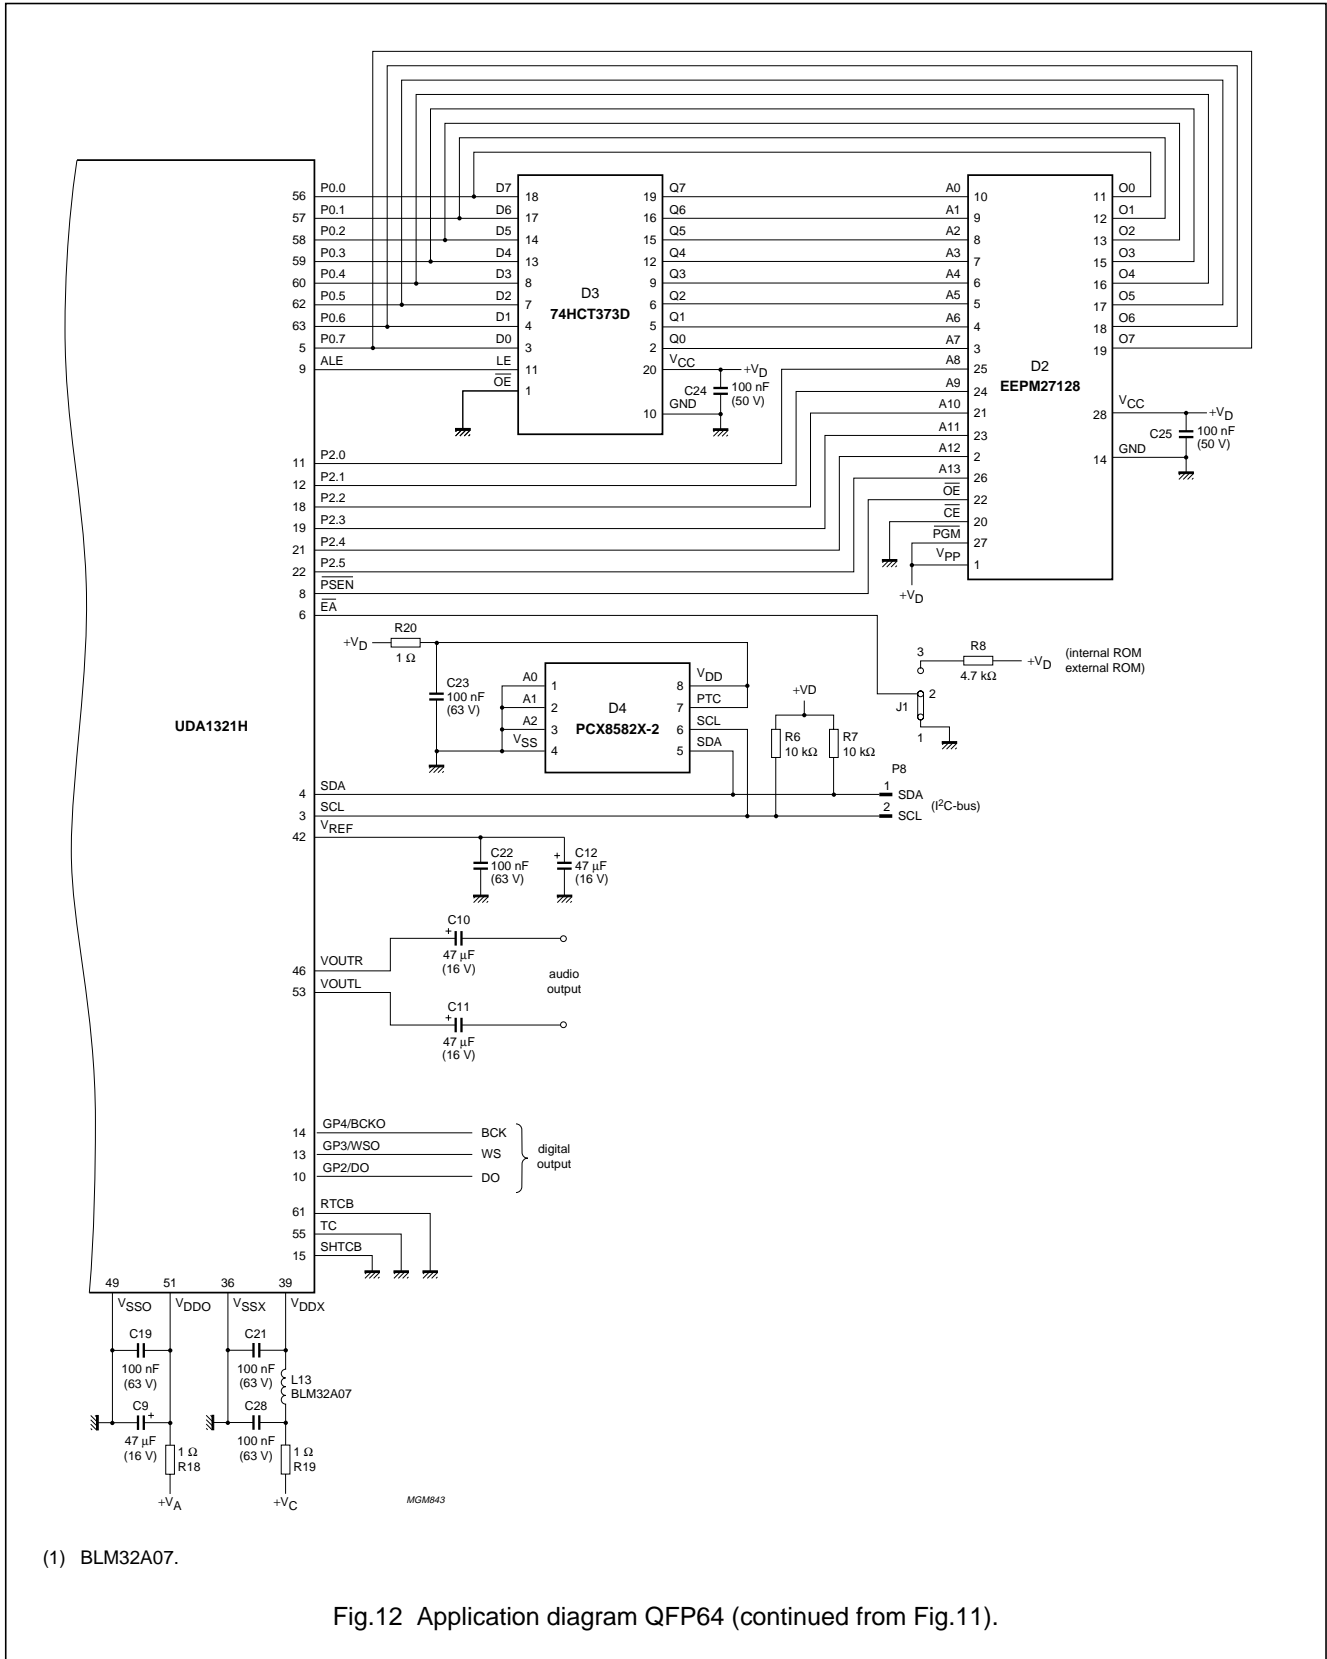 56 P0.0 D7 18 19 Q7 A0 10 11 O0
57 P0.1 D6 17 16 Q6 A1 9 12 O1
58 P0.2 D5 14 15 Q5 A2 8 13 O2
59 P0.3 D4 13 12 Q4 A3 7 15 O3
60 P0.4 D3 8 9 Q3 A4 6 16 O4
62 P0.5 D2 7 6 Q2 A5 5 17 O5
63 P0.6 D1 4 5 Q1 A6 4 18 O6
5 P0.7 D0 3 2 Q0 A7 3 19 O7
9 ALE LE 11 20 VCC A8 25
OE 1 10 GND
D3
74HCT373D
+VD
C24 100 nF
(50 V)
A9 24
A10 21
A11 23
A12 2
A13 26
OE 22
CE 20
PGM 27
VPP 1
+VD
D2
EEPM27128
28 VCC
+VD
C25 100 nF
(50 V)
14 GND
11 P2.0
12 P2.1
18 P2.2
19 P2.3
21 P2.4
22 P2.5
8 PSEN
6 EA
+VD R20
1 Ω
C23
100 nF
(63 V)
A0 1 8 VDD
A1 2 7 PTC
A2 3 6 SCL
VSS 4 5 SDA
D4
PCX8582X-2
+VD
R6
10 kΩ
R7
10 kΩ
3 R8
4.7 kΩ
+VD
(internal ROM
external ROM)
J1 2
1
P8
1 SDA
2 SCL
(I²C-bus)
UDA1321H
4 SDA
3 SCL
42 VREF
C22
100 nF
(63 V)
+ C12
47 µF
(16 V)
C10
+
47 µF
(16 V)
46 VOUTR
53 VOUTL
audio
output
C11
+
47 µF
(16 V)
14 GP4/BCKO BCK
13 GP3/WSO WS
10 GP2/DO DO
digital
output
61 RTCB
55 TC
15 SHTCB
49 51 36 39
VSSO VDDO VSSX VDDX
C19
100 nF
(63 V)
C21
100 nF
(63 V)
L13
BLM32A07
C9
+
47 µF
(16 V)
C28
100 nF
(63 V)
1 Ω
R18
1 Ω
R19
+VA +VC
MGM843
(1) BLM32A07.
Fig.12 Application diagram QFP64 (continued from Fig.11).